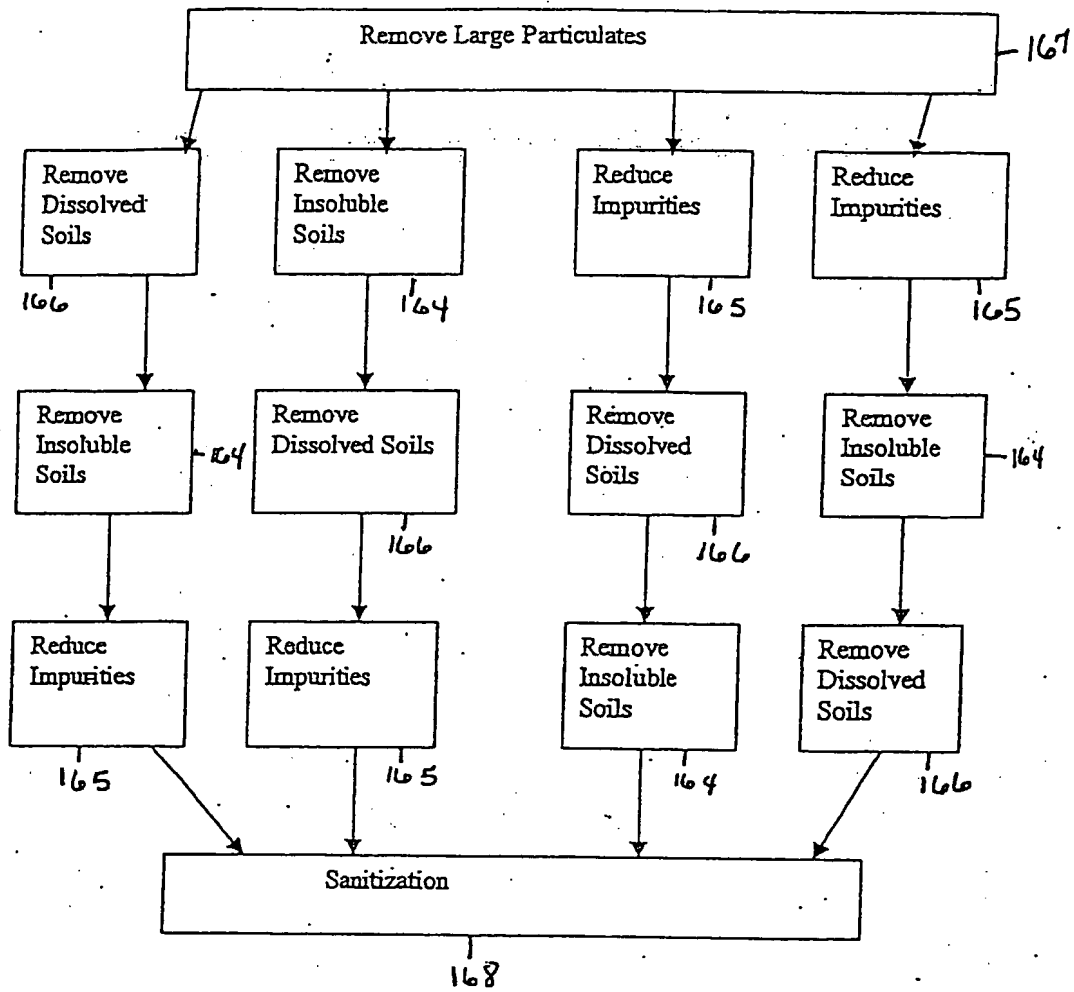 Remove Large Particulates
167
Remove
Dissolved
Soils
166
Remove
Insoluble
Soils
164
Reduce
Impurities
165
Reduce
Impurities
165
Remove
Insoluble
Soils
164
Remove
Dissolved Soils
166
Remove
Dissolved
Soils
166
Remove
Insoluble
Soils
164
Reduce
Impurities
165
Reduce
Impurities
165
Remove
Insoluble
Soils
164
Remove
Dissolved
Soils
166
Sanitization
168